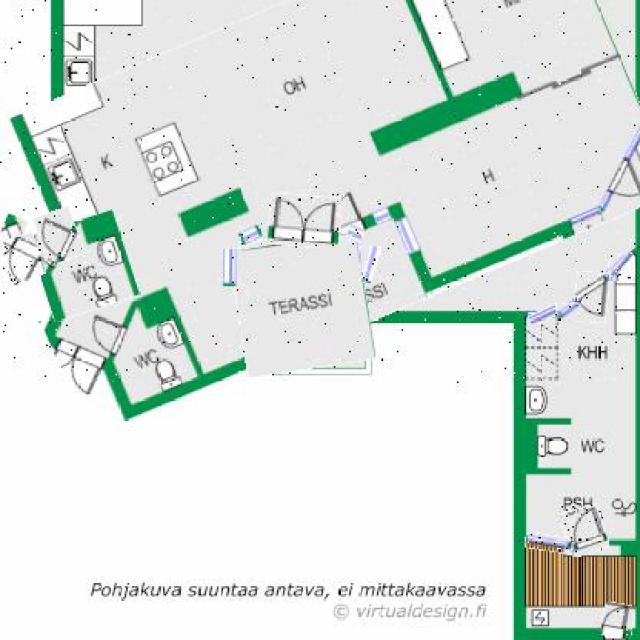 OH
K
H
WC
TERASSI
SSI
WC
KHH
WC
PSH
Pohjakuva suuntaa antava, ei mittakaavassa
© virtualdesign.fi